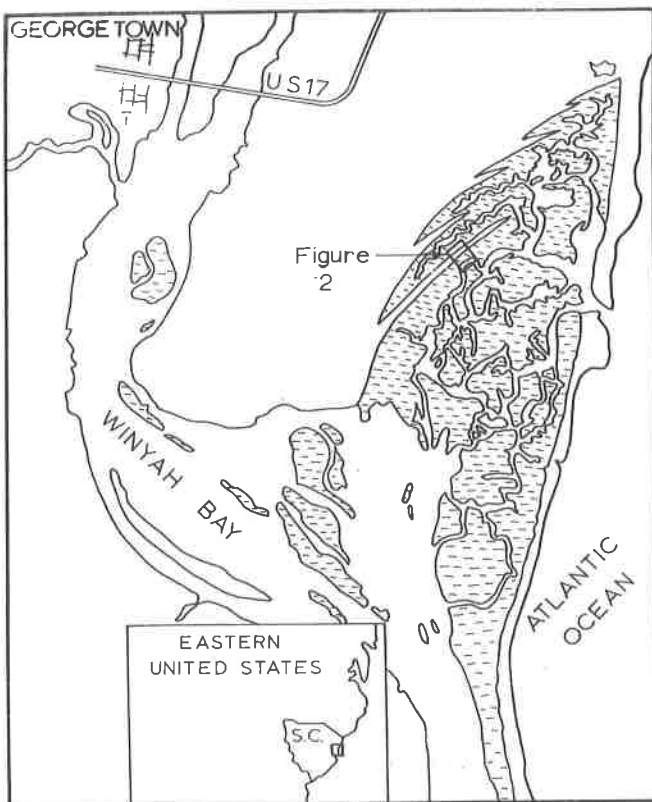 GEORGETOWN
US17
Figure
2
WINYAH
BAY
ATLANTIC
OCEAN
EASTERN
UNITED STATES
S.C.